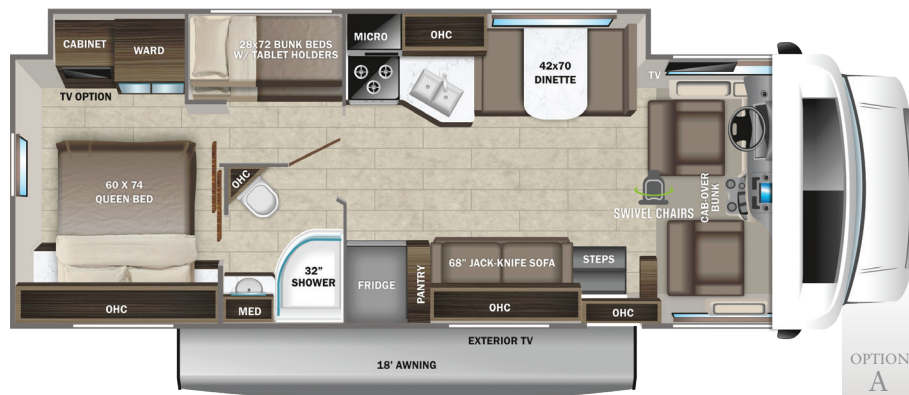 CABINET
WARD
TV OPTION
28x72 BUNK BEDS
W/ TABLET HOLDERS
MICRO
OHC
42x70
DINETTE
TV
60 X 74
QUEEN BED
OHC
SWIVEL CHAIRS
CAB-OVER
BUNK
OHC
MED
32"
SHOWER
FRIDGE
PANTRY
68" JACK-KNIFE SOFA
OHC
STEPS
OHC
EXTERIOR TV
18' AWNING
OPTION
A